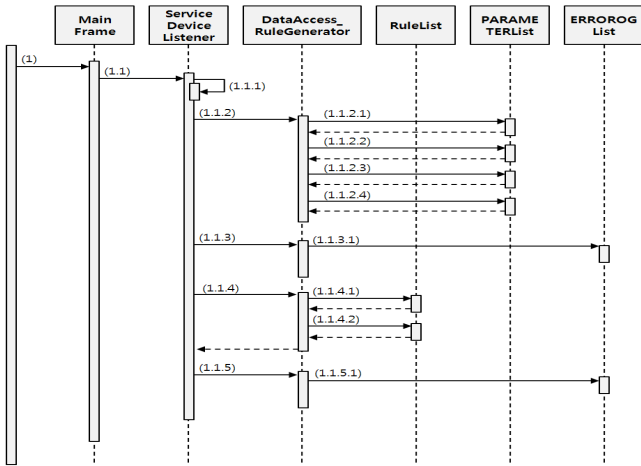 Main
Frame
Service
Device
Listener
DataAccess_
RuleGenerator
RuleList
PARAME
TERList
ERROROG
List
(1)
(1.1)
(1.1.1)
(1.1.2)
(1.1.2.1)
(1.1.2.2)
(1.1.2.3)
(1.1.2.4)
(1.1.3)
(1.1.3.1)
(1.1.4)
(1.1.4.1)
(1.1.4.2)
(1.1.5)
(1.1.5.1)